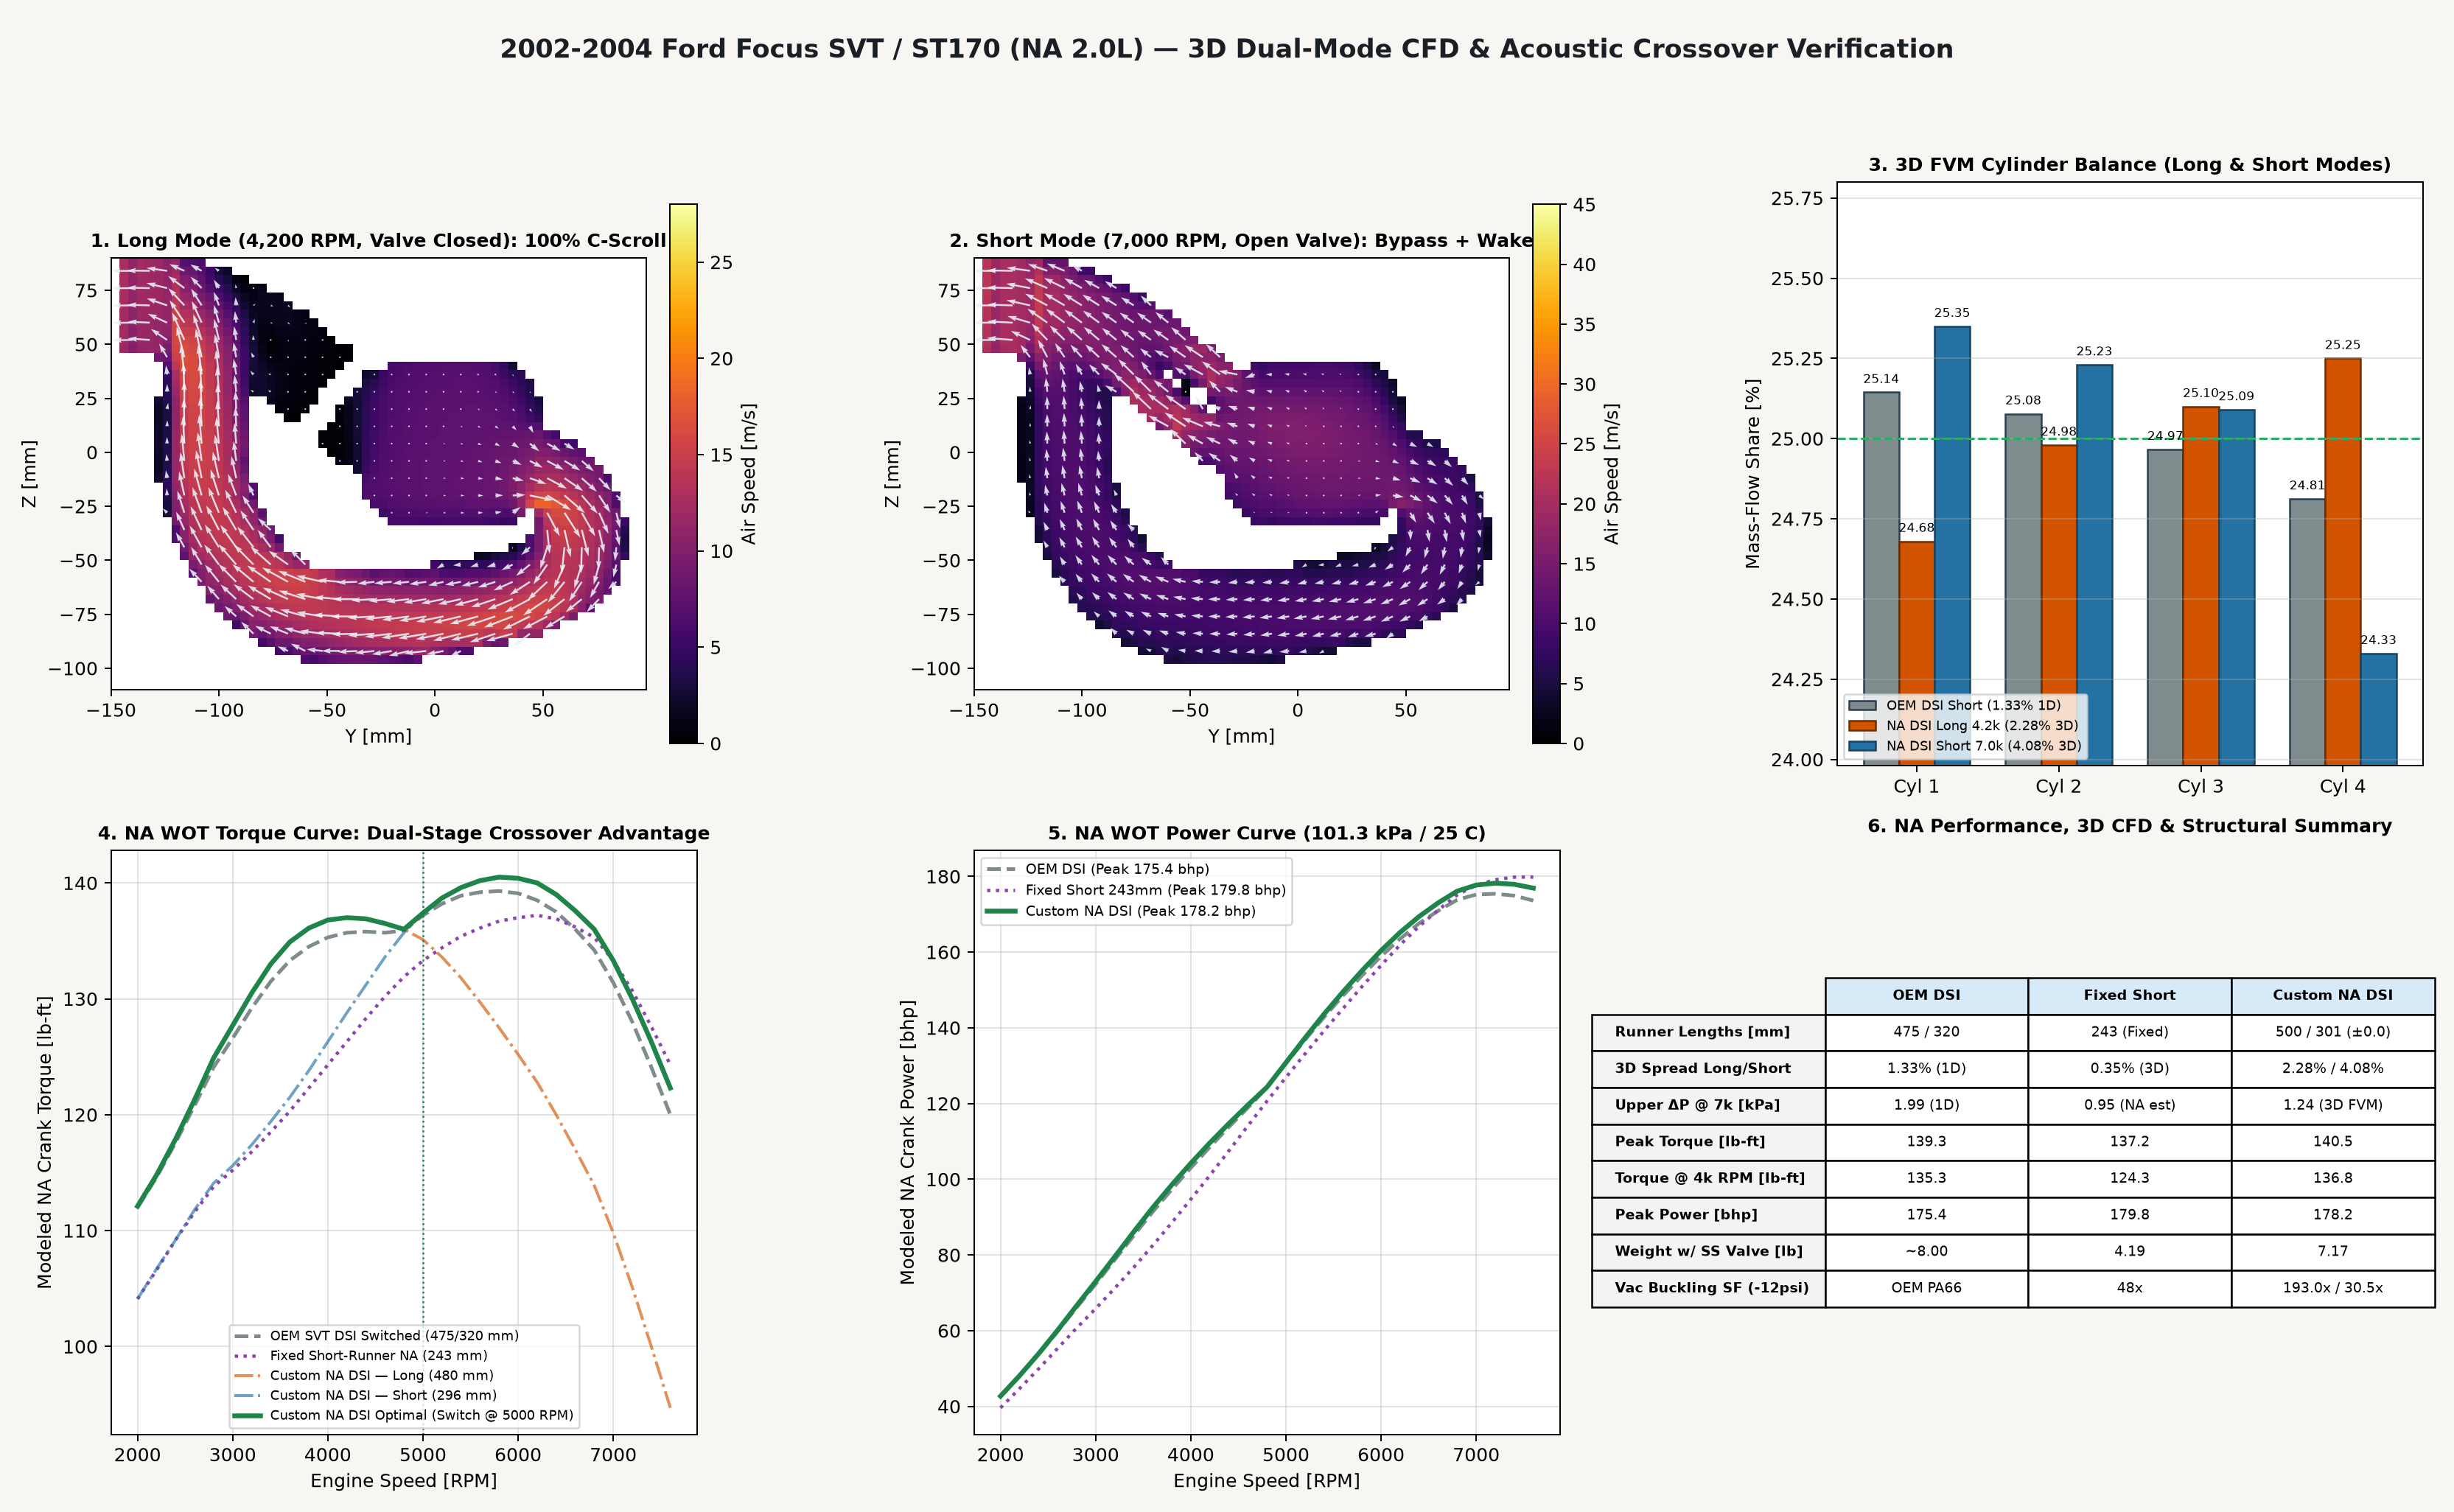 2002-2004 Ford Focus SVT / ST170 (NA 2.0L) — 3D Dual-Mode CFD & Acoustic Crossover Verification
1. Long Mode (4,200 RPM, Valve Closed): 100% C-Scroll
75
50
25
0
−25
−50
−75
−100
Z [mm]
−150
−100
−50
0
50
Y [mm]
25
20
15
10
5
0
Air Speed [m/s]
2. Short Mode (7,000 RPM, Open Valve): Bypass + Wake
75
50
25
0
−25
−50
−75
−100
Z [mm]
−150
−100
−50
0
50
Y [mm]
45
40
35
30
25
20
15
10
5
0
Air Speed [m/s]
3. 3D FVM Cylinder Balance (Long & Short Modes)
25.75
25.50
25.25
25.00
24.75
24.50
24.25
24.00
Mass-Flow Share [%]
25.14
24.68
25.35
25.08
24.98
25.23
24.97
25.10
25.09
24.81
25.25
24.33
OEM DSI Short (1.33% 1D)
NA DSI Long 4.2k (2.28% 3D)
NA DSI Short 7.0k (4.08% 3D)
Cyl 1
Cyl 2
Cyl 3
Cyl 4
4. NA WOT Torque Curve: Dual-Stage Crossover Advantage
140
130
120
110
100
Modeled NA Crank Torque [lb-ft]
OEM SVT DSI Switched (475/320 mm)
Fixed Short-Runner NA (243 mm)
Custom NA DSI — Long (480 mm)
Custom NA DSI — Short (296 mm)
Custom NA DSI Optimal (Switch @ 5000 RPM)
2000
3000
4000
5000
6000
7000
Engine Speed [RPM]
5. NA WOT Power Curve (101.3 kPa / 25 C)
OEM DSI (Peak 175.4 bhp)
Fixed Short 243mm (Peak 179.8 bhp)
Custom NA DSI (Peak 178.2 bhp)
180
160
140
120
100
80
60
40
Modeled NA Crank Power [bhp]
2000
3000
4000
5000
6000
7000
Engine Speed [RPM]
6. NA Performance, 3D CFD & Structural Summary
OEM DSI Fixed Short Custom NA DSI
Runner Lengths [mm] 475 / 320 243 (Fixed) 500 / 301 (±0.0)
3D Spread Long/Short 1.33% (1D) 0.35% (3D) 2.28% / 4.08%
Upper ΔP @ 7k [kPa] 1.99 (1D) 0.95 (NA est) 1.24 (3D FVM)
Peak Torque [lb-ft] 139.3 137.2 140.5
Torque @ 4k RPM [lb-ft] 135.3 124.3 136.8
Peak Power [bhp] 175.4 179.8 178.2
Weight w/ SS Valve [lb] ~8.00 4.19 7.17
Vac Buckling SF (-12psi) OEM PA66 48x 193.0x / 30.5x